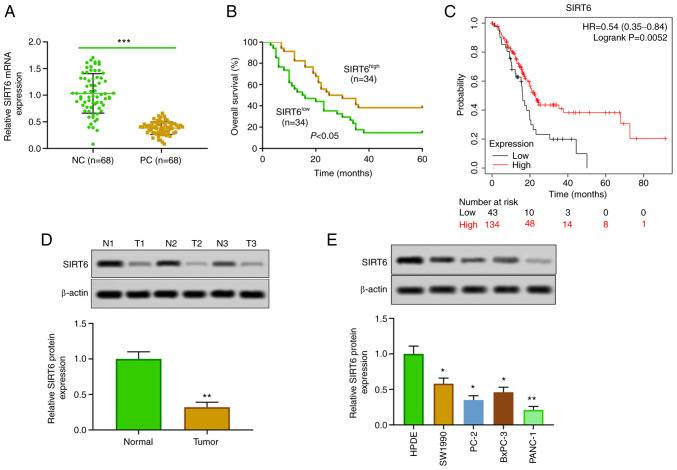 A
Relative SIRT6 mRNA
expression
2.0
1.5
1.0
0.5
0.0
***
NC (n=68)
PC (n=68)
B
Overall survival (%)
100
80
60
40
20
0
SIRT6high
(n=34)
SIRT6low
(n=34)
P<0.05
0
20
40
60
Time (months)
C
SIRT6
HR=0.54 (0.35–0.84)
Logrank P=0.0052
Probability
1.0
0.8
0.6
0.4
0.2
0.0
Expression
Low
High
0
20
40
60
80
Time (months)
Number at risk
Low 43 10 3 0 0
High 134 48 14 8 1
D
N1 T1 N2 T2 N3 T3
SIRT6
β-actin
Relative SIRT6 protein
expression
1.5
1.0
0.5
0.0
**
Normal
Tumor
E
SIRT6
β-actin
Relative SIRT6 protein
expression
1.5
1.0
0.5
0.0
*
*
*
**
HPDE
SW1990
PC-2
BxPC-3
PANC-1